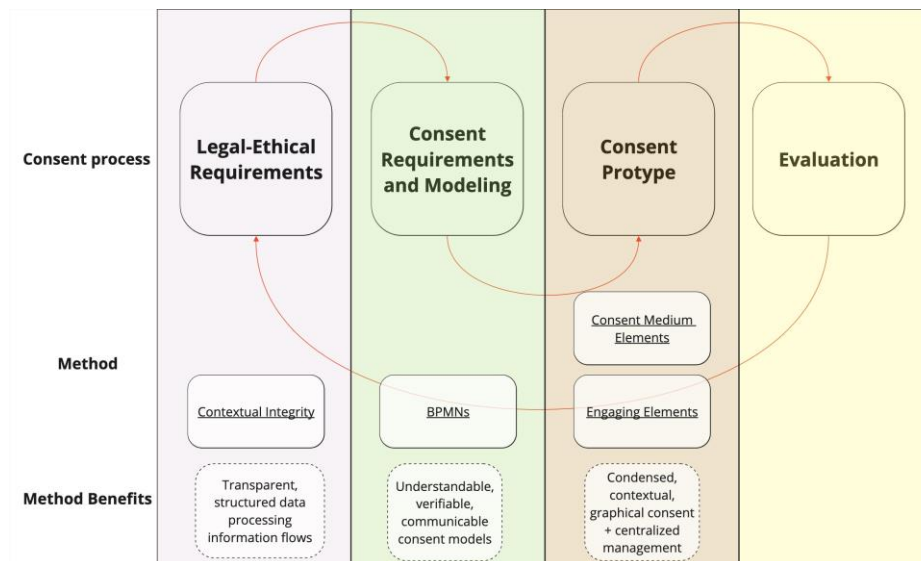 Consent process
Legal-Ethical
Requirements
Consent
Requirements
and Modeling
Consent
Protype
Evaluation
Method
Contextual Integrity
BPMNs
Consent Medium
Elements
Engaging Elements
Method Benefits
Transparent,
structured data
processing
information flows
Understandable,
verifiable,
communicable
consent models
Condensed,
contextual,
graphical consent
+ centralized
management